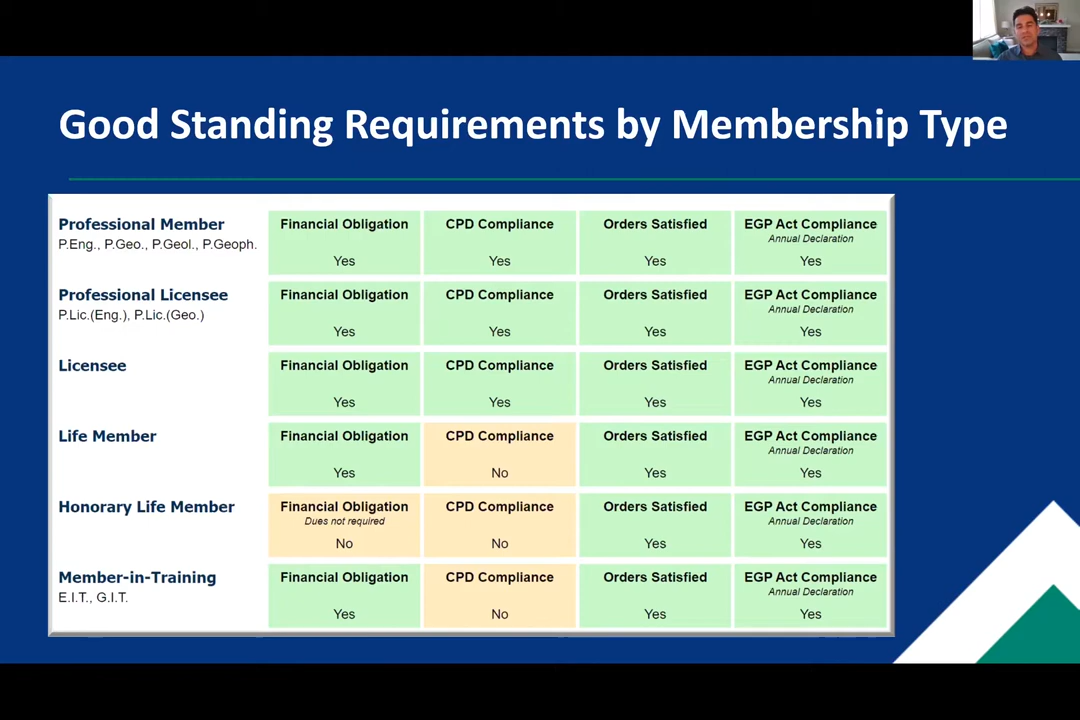 Good Standing Requirements by Membership Type
Professional Member
P.Eng., P.Geo., P.Geol., P.Geoph.
Financial Obligation
Yes
CPD Compliance
Yes
Orders Satisfied
Yes
EGP Act Compliance
Annual Declaration
Yes
Professional Licensee
P.Lic.(Eng.), P.Lic.(Geo.)
Financial Obligation
Yes
CPD Compliance
Yes
Orders Satisfied
Yes
EGP Act Compliance
Annual Declaration
Yes
Licensee
Financial Obligation
Yes
CPD Compliance
Yes
Orders Satisfied
Yes
EGP Act Compliance
Annual Declaration
Yes
Life Member
Financial Obligation
Yes
CPD Compliance
No
Orders Satisfied
Yes
EGP Act Compliance
Annual Declaration
Yes
Honorary Life Member
Financial Obligation
Dues not required
No
CPD Compliance
No
Orders Satisfied
Yes
EGP Act Compliance
Annual Declaration
Yes
Member-in-Training
E.I.T., G.I.T.
Financial Obligation
Yes
CPD Compliance
No
Orders Satisfied
Yes
EGP Act Compliance
Annual Declaration
Yes